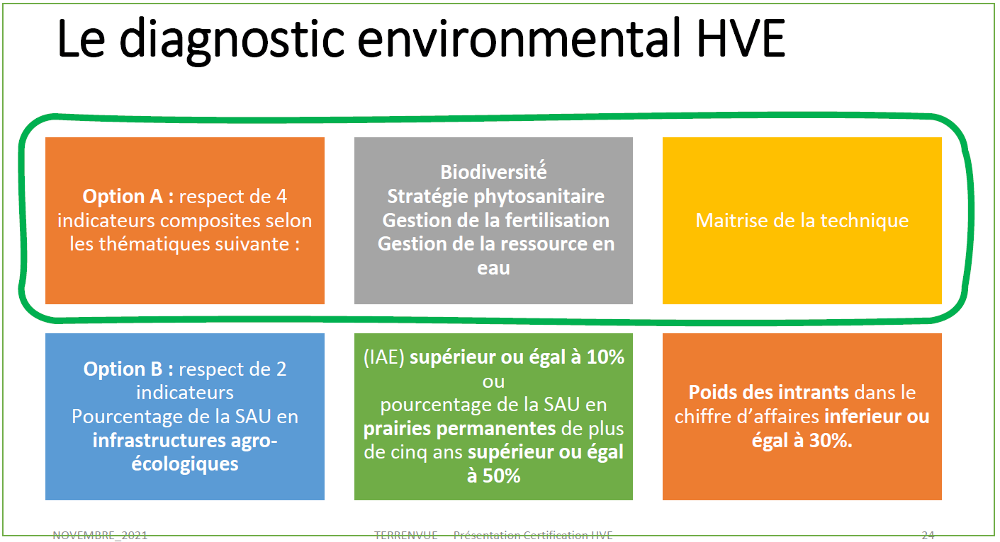 Le diagnostic environmental HVE
Option A : respect de 4
indicateurs composites selon
les thématiques suivante :
Biodiversité́
Stratégie phytosanitaire
Gestion de la fertilisation
Gestion de la ressource en
eau
Maitrise de la technique
Option B : respect de 2
indicateurs
Pourcentage de la SAU en
infrastructures agro-
écologiques
(IAE) supérieur ou égal à 10%
ou
pourcentage de la SAU en
prairies permanentes de plus
de cinq ans supérieur ou égal
à 50%
Poids des intrants dans le
chiffre d’affaires inferieur ou
égal à 30%.
NOVEMBRE_2021
TERRENVUE Présentation Certification HVE
24